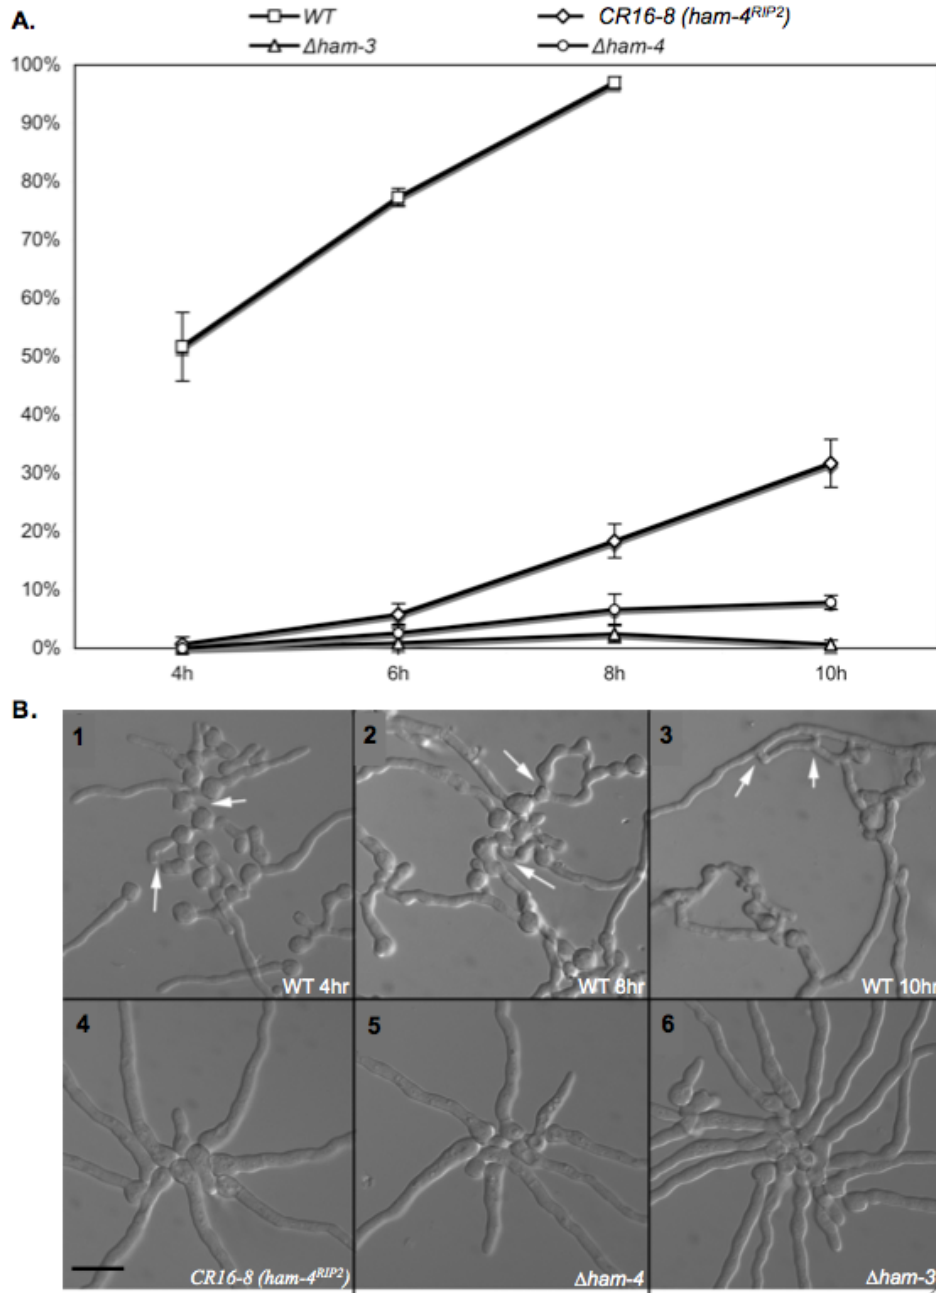 A.
WT
CR16-8 (ham-4RIP2)
Δham-3
Δham-4
100%
90%
80%
70%
60%
50%
40%
30%
20%
10%
0%
4h
6h
8h
10h
B.
1
2
3
WT 4hr
WT 8hr
WT 10hr
4
5
6
CR16-8 (ham-4RIP2)
Δham-4
Δham-3